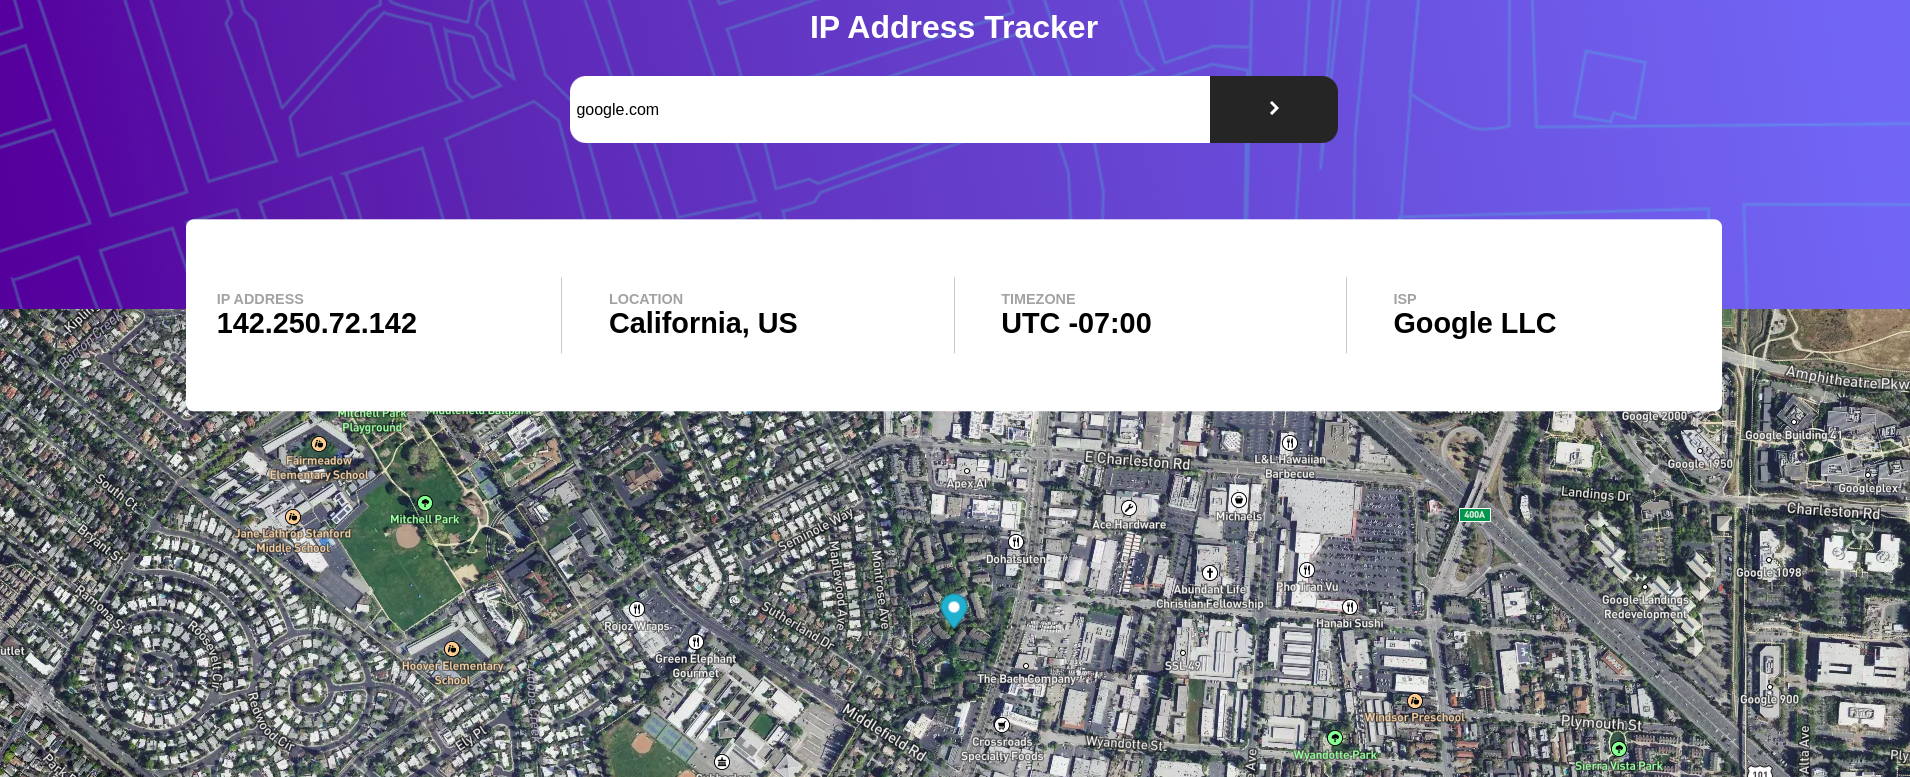 IP Address Tracker
google.com
IP ADDRESS
142.250.72.142
LOCATION
California, US
TIMEZONE
UTC -07:00
ISP
Google LLC
Barron Creek
Amphitheatre Pkwy
Mitchell Park
Playground
Google 2000
Google Building 41
Fairmeadow
Elementary School
E Charleston Rd
L&L Hawaiian
Barbecue
Google 1950
South Ct
Apex.AI
Googleplex
Landings Dr
Charleston Rd
Mitchell Park
Michaels
400A
Ace Hardware
Seminole Way
Jane Lathrop Stanford
Middle School
Bryant St
Dohatsuten
Maplewood Ave
Montrose Ave
Google 1098
Abundant Life
Christian Fellowship
Pho Tran Vu
Ramona St
Google Landings
Redevelopment
Sutherland Dr
Rojoz Wraps
Hanabi Sushi
Roosevelt Cir
Green Elephant
Gourmet
Hoover Elementary
School
SSL 49
The Bach Company
Google 900
Redwood Cir
Middlefield Rd
Windsor Preschool
Plymouth St
Ely Pl
Crossroads
Specialty Foods
Wyandotte St
Wyandotte Park
Sierra Vista Park
Alta Ave
101